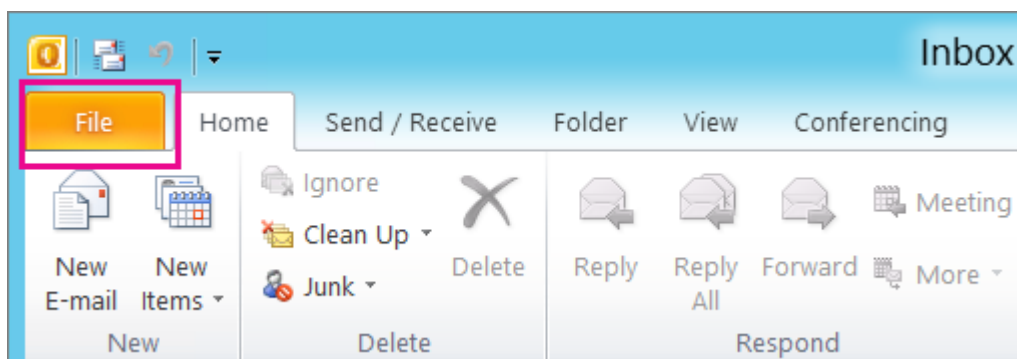 Inbox
File Home Send / Receive Folder View Conferencing
Ignore
Clean Up
Junk
New E-mail
New Items
Delete
Reply
Reply All
Forward
Meeting
More
New Delete Respond